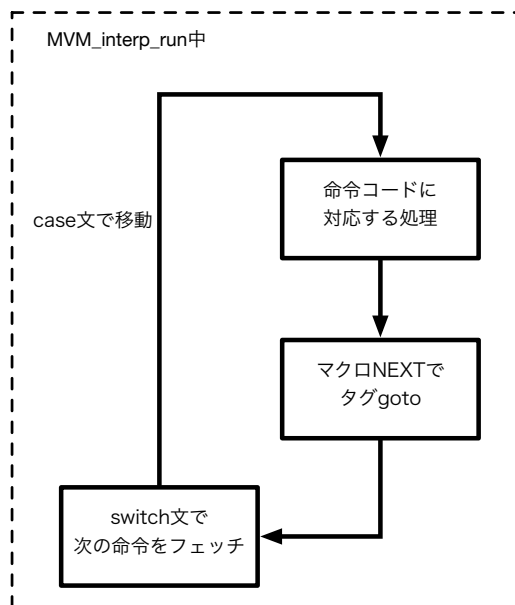 MVM_interp_run中
命令コードに
対応する処理
case文で移動
マクロNEXTで
タグgoto
switch文で
次の命令をフェッチ